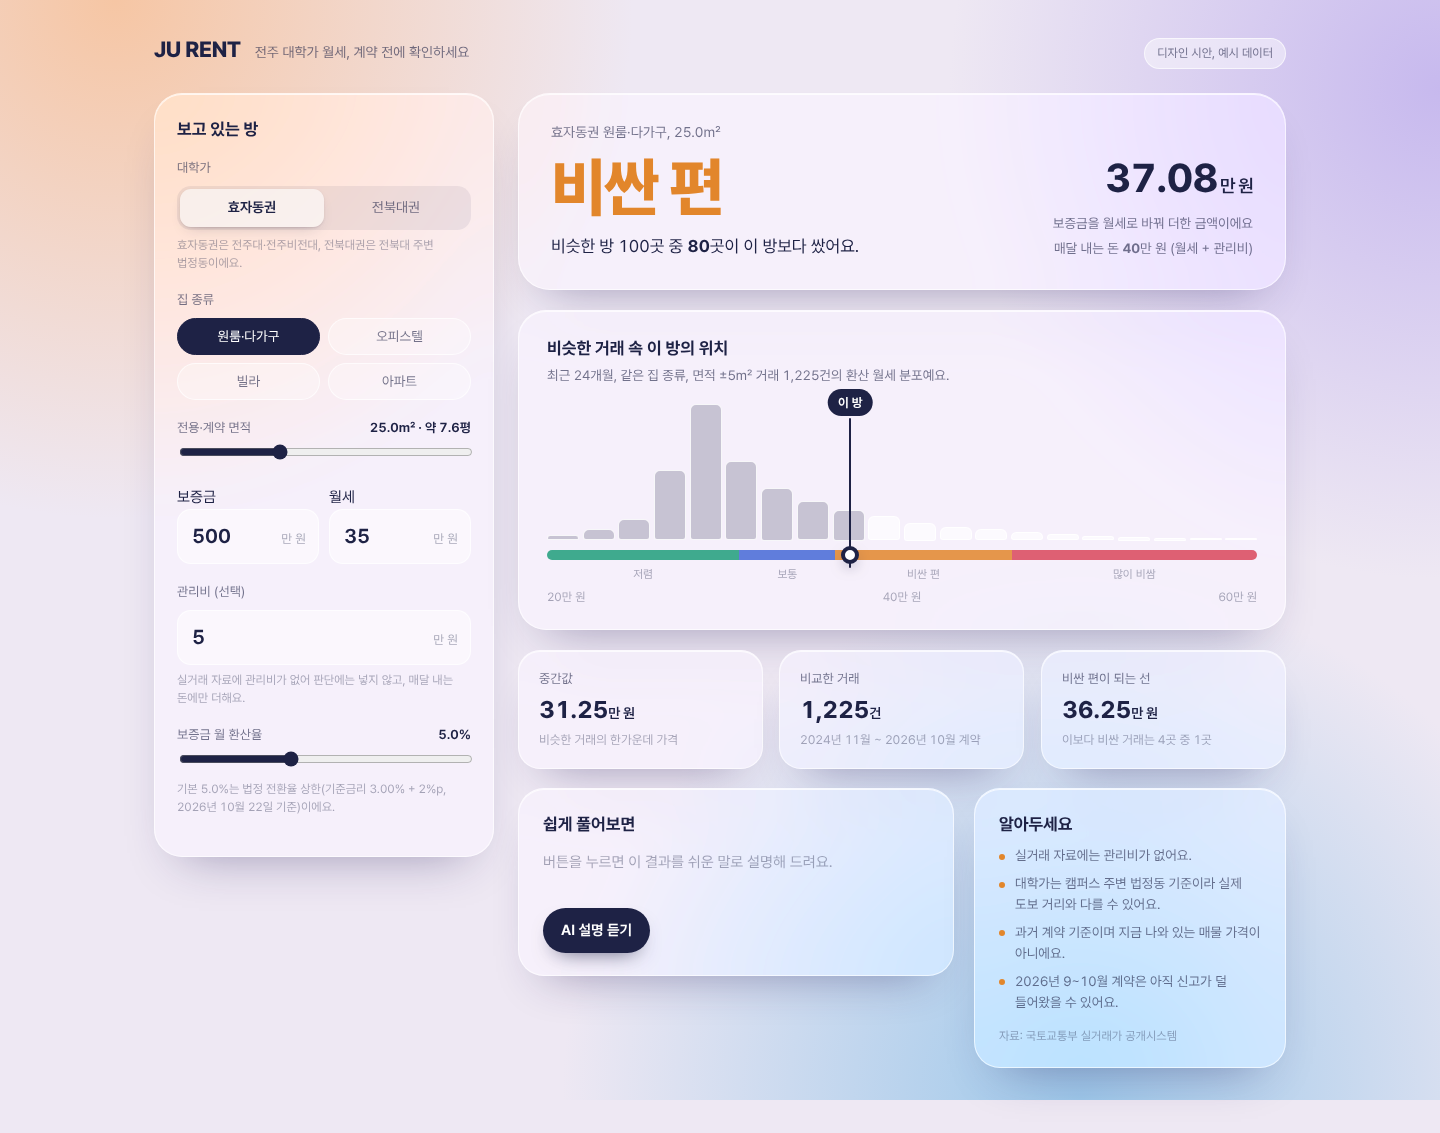 JU RENT
전주 대학가 월세, 계약 전에 확인하세요
디자인 시안, 예시 데이터
보고 있는 방
대학가
효자동권
전북대권
효자동권은 전주대·전주비전대, 전북대권은 전북대 주변
법정동이에요.
집 종류
원룸·다가구
오피스텔
빌라
아파트
전용·계약 면적
25.0m² · 약 7.6평
보증금
월세
500 만 원
35 만 원
관리비 (선택)
5 만 원
실거래 자료에 관리비가 없어 판단에는 넣지 않고, 매달 내는
돈에만 더해요.
보증금 월 환산율
5.0%
기본 5.0%는 법정 전환율 상한(기준금리 3.00% + 2%p,
2026년 10월 22일 기준)이에요.
효자동권 원룸·다가구, 25.0m²
비싼 편
비슷한 방 100곳 중 80곳이 이 방보다 쌌어요.
37.08만 원
보증금을 월세로 바꿔 더한 금액이에요
매달 내는 돈 40만 원 (월세 + 관리비)
비슷한 거래 속 이 방의 위치
최근 24개월, 같은 집 종류, 면적 ±5m² 거래 1,225건의 환산 월세 분포예요.
이 방
저렴
보통
비싼 편
많이 비쌈
20만 원
40만 원
60만 원
중간값
31.25만 원
비슷한 거래의 한가운데 가격
비교한 거래
1,225건
2024년 11월 ~ 2026년 10월 계약
비싼 편이 되는 선
36.25만 원
이보다 비싼 거래는 4곳 중 1곳
쉽게 풀어보면
버튼을 누르면 이 결과를 쉬운 말로 설명해 드려요.
AI 설명 듣기
알아두세요
실거래 자료에는 관리비가 없어요.
대학가는 캠퍼스 주변 법정동 기준이라 실제
도보 거리와 다를 수 있어요.
과거 계약 기준이며 지금 나와 있는 매물 가격이
아니에요.
2026년 9~10월 계약은 아직 신고가 덜
들어왔을 수 있어요.
자료: 국토교통부 실거래가 공개시스템